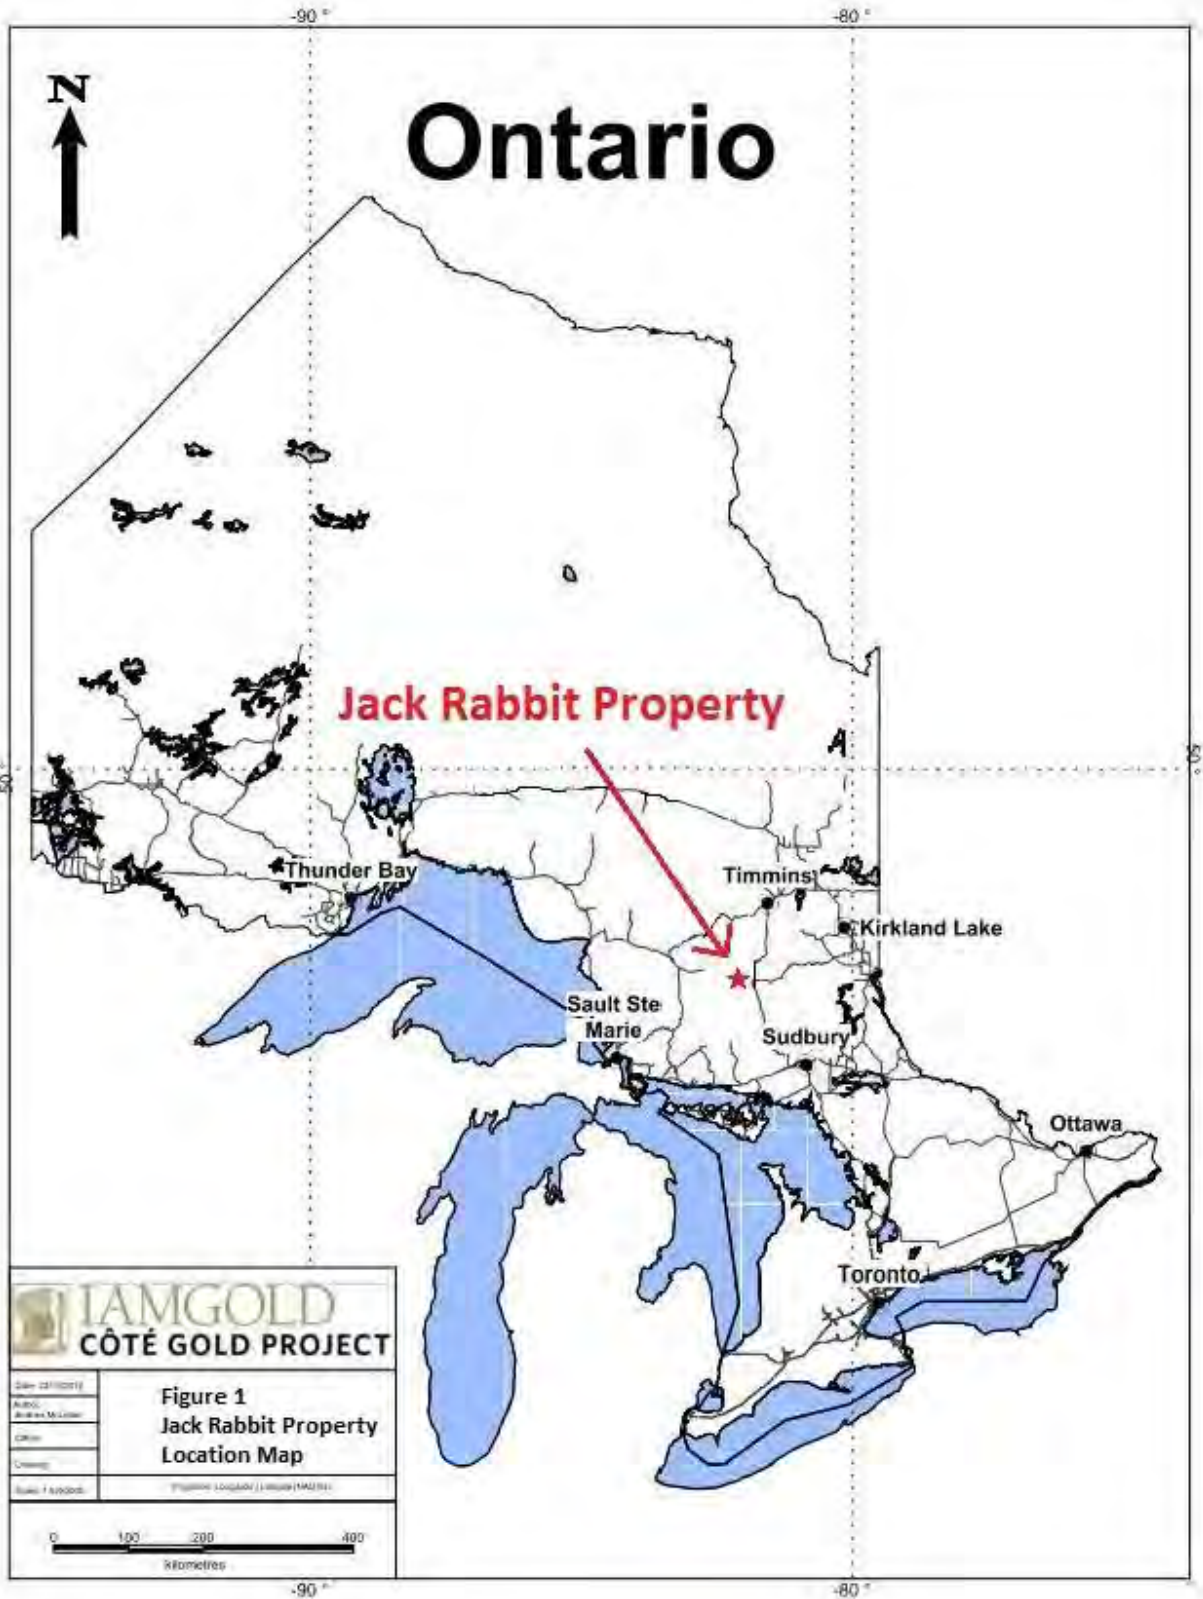 -90 °
-80 °
N
Ontario
Jack Rabbit Property
Thunder Bay
Timmins
Kirkland Lake
Sault Ste
Marie
Sudbury
Ottawa
Toronto
IAMGOLD
CÔTÉ GOLD PROJECT
Figure 1
Jack Rabbit Property
Location Map
0 100 200 400
kilometres
-90 °
-80 °